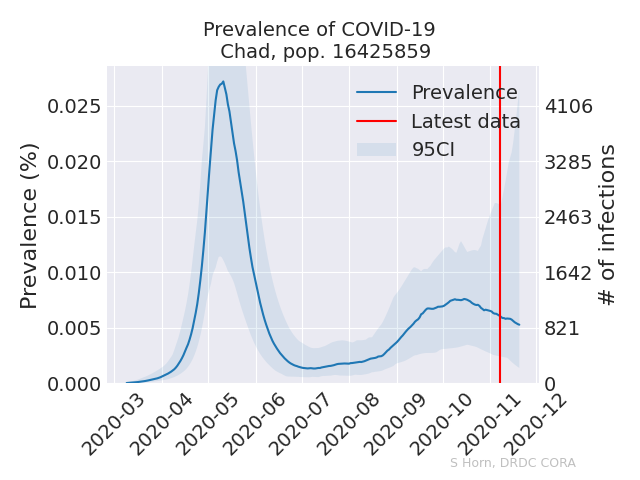 Prevalence of COVID-19
Chad, pop. 16425859
Prevalence (%)
0.025
0.020
0.015
0.010
0.005
0.000
Prevalence
Latest data
95CI
4106
3285
2463
1642
821
0
# of infections
2020-03
2020-04
2020-05
2020-06
2020-07
2020-08
2020-09
2020-10
2020-11
2020-12
S Horn, DRDC CORA